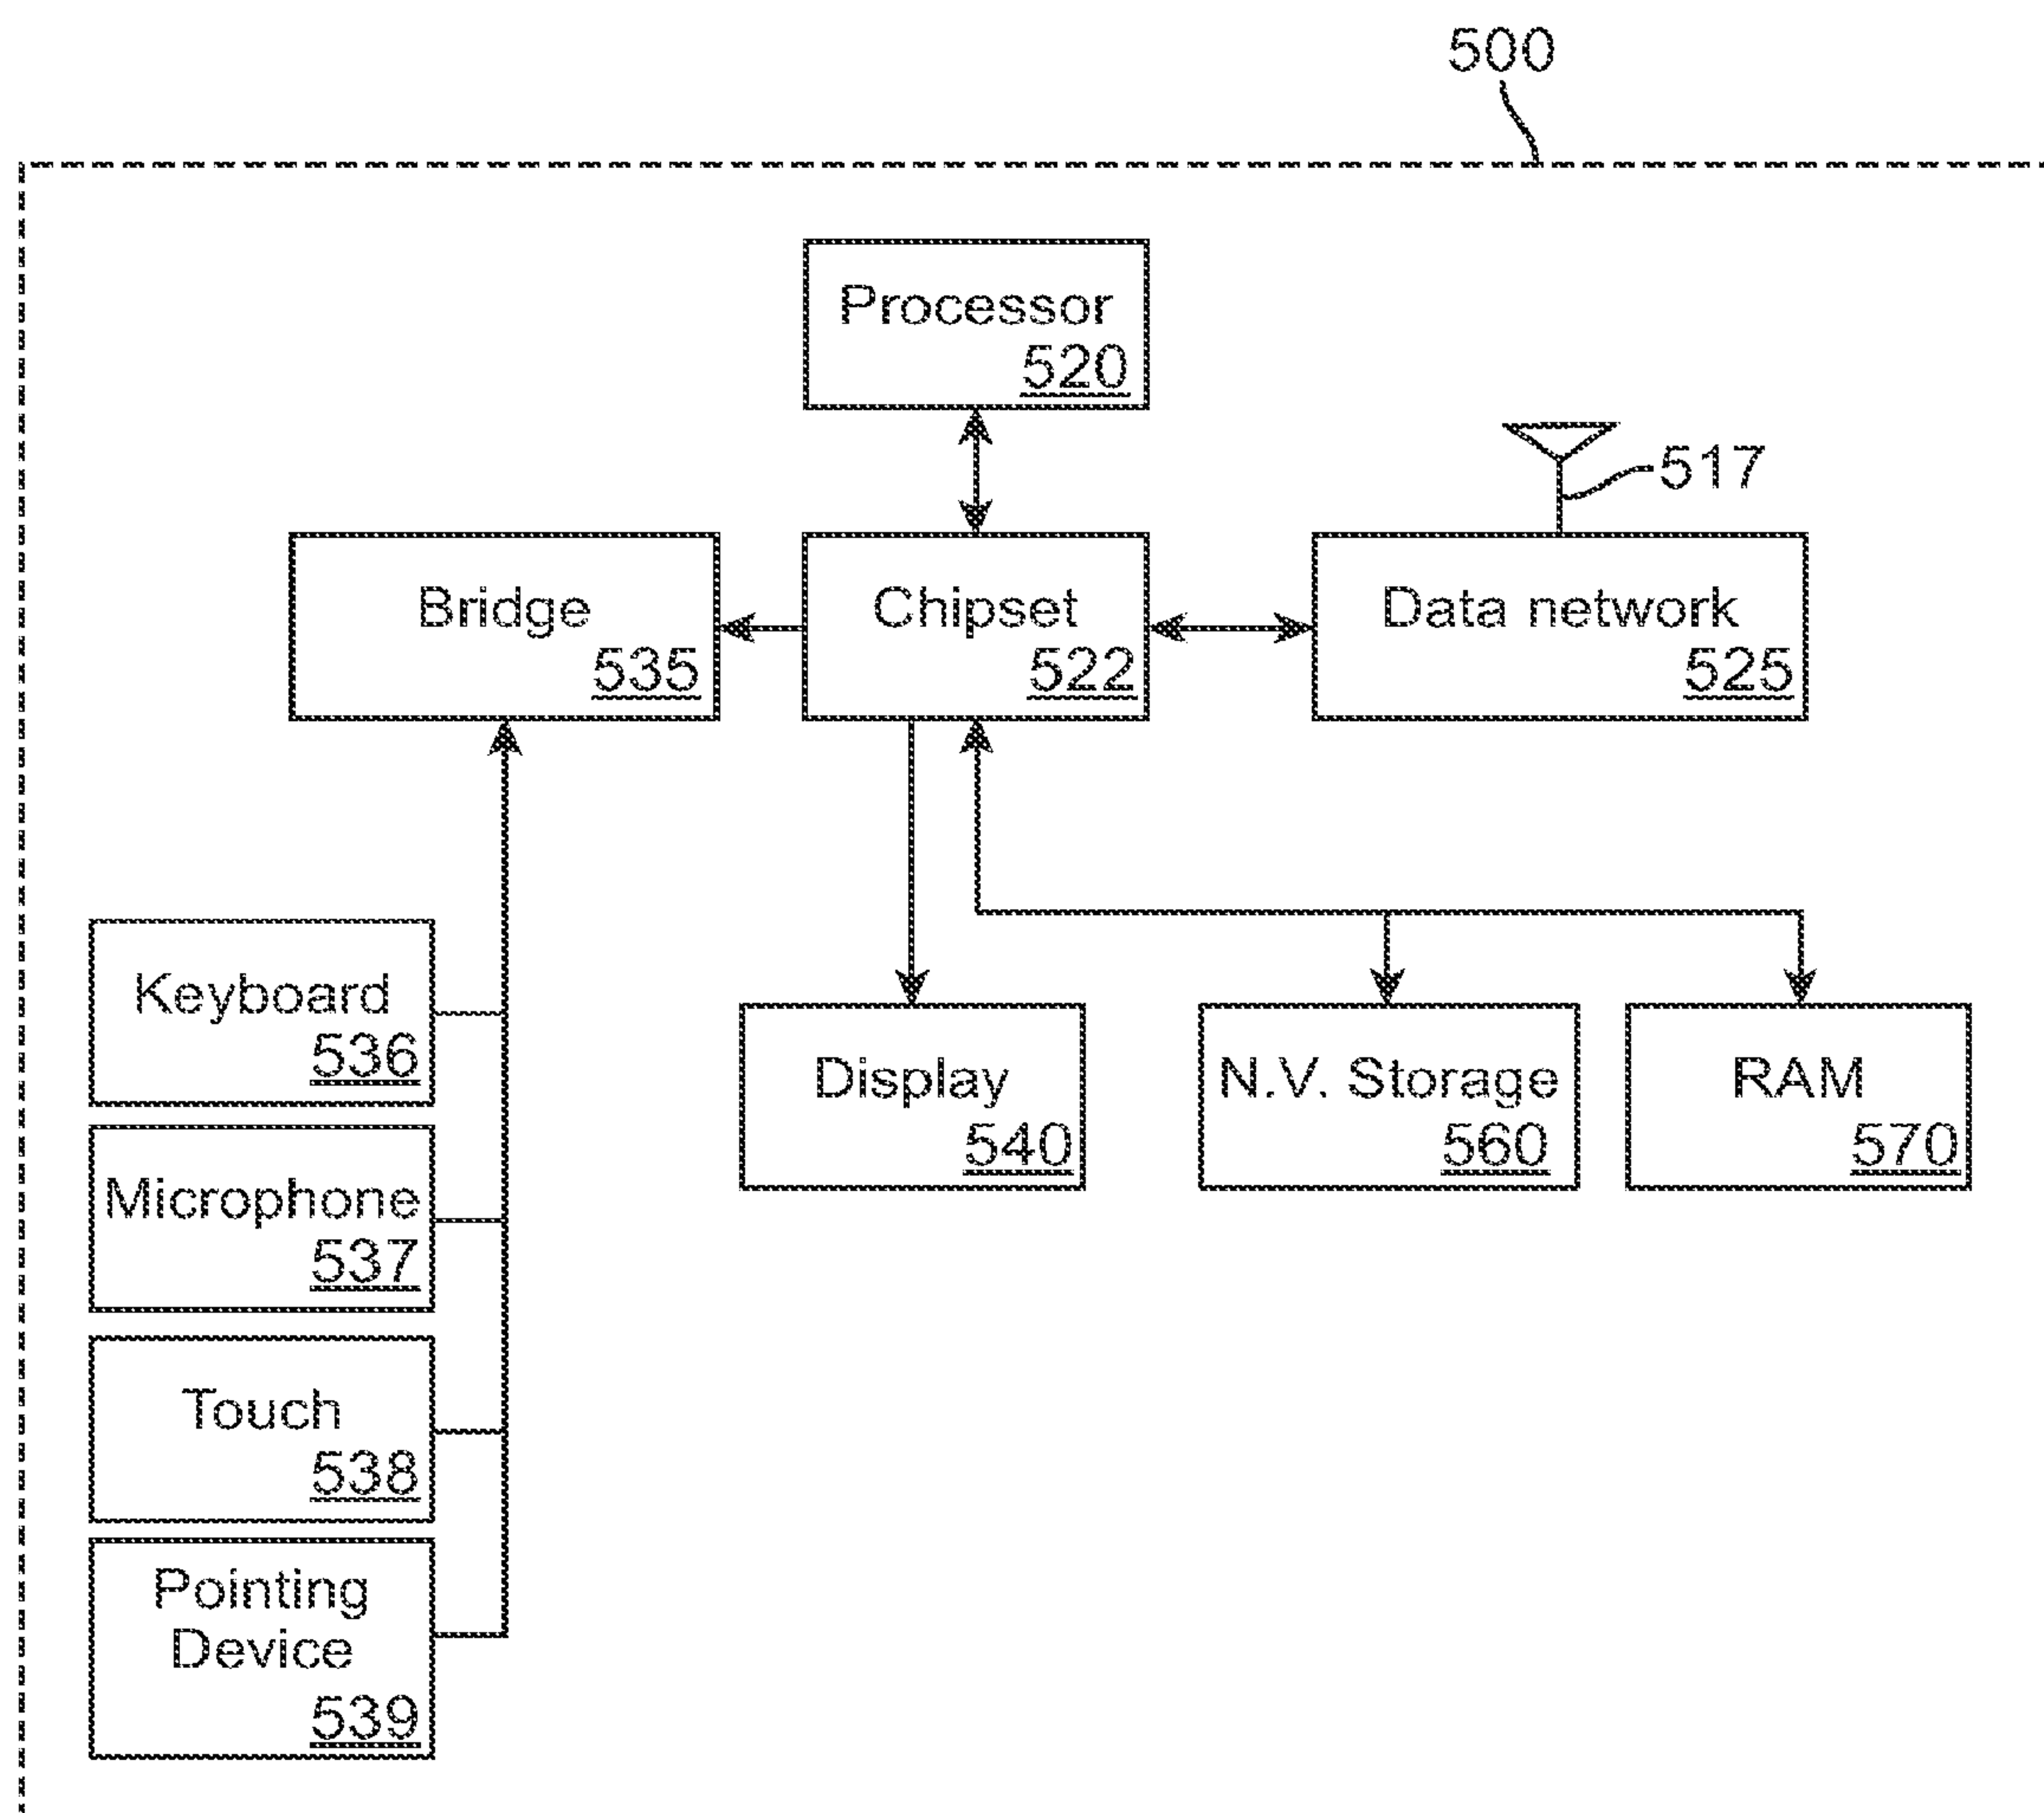 500
Processor
520
517
Bridge
535
Chipset
522
Data network
525
Keyboard
536
Microphone
537
Touch
538
Pointing
Device
539
Display
540
N.V. Storage
560
RAM
570